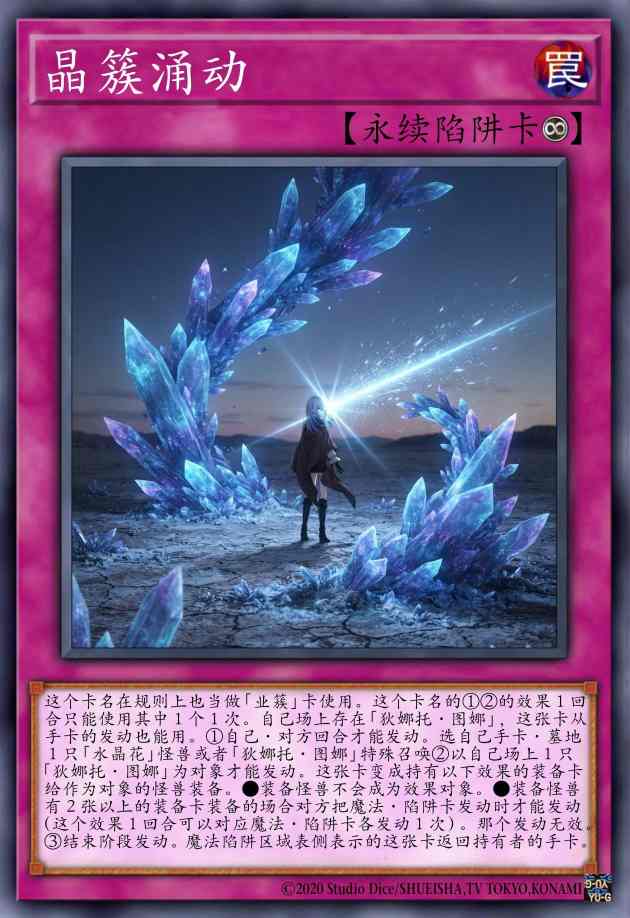 晶簇涌动
罠
【永续陷阱卡♾】
这个卡名在规则上也当做「业簇」卡使用。这个卡名的①②的效果1回
合只能使用其中1个1次。自己场上存在「狄娜托·图娜」，这张卡从
手卡的发动也能用。①自己·对方回合才能发动。选自己手卡·墓地
1只「水晶花」怪兽或者「狄娜托·图娜」特殊召唤②以自己场上1只
「狄娜托·图娜」为对象才能发动。这张卡变成持有以下效果的装备卡
给作为对象的怪兽装备。●装备怪兽不会成为效果对象。●装备怪兽
有2张以上的装备卡装备的场合对方把魔法·陷阱卡发动时才能发动
(这个效果1回合可以对应魔法·陷阱卡各发动1次)。那个发动无效。
③结束阶段发动。魔法陷阱区域表侧表示的这张卡返回持有者的手卡。
©2020 Studio Dice/SHUEISHA,TV TOKYO,KONAMI
YU-G